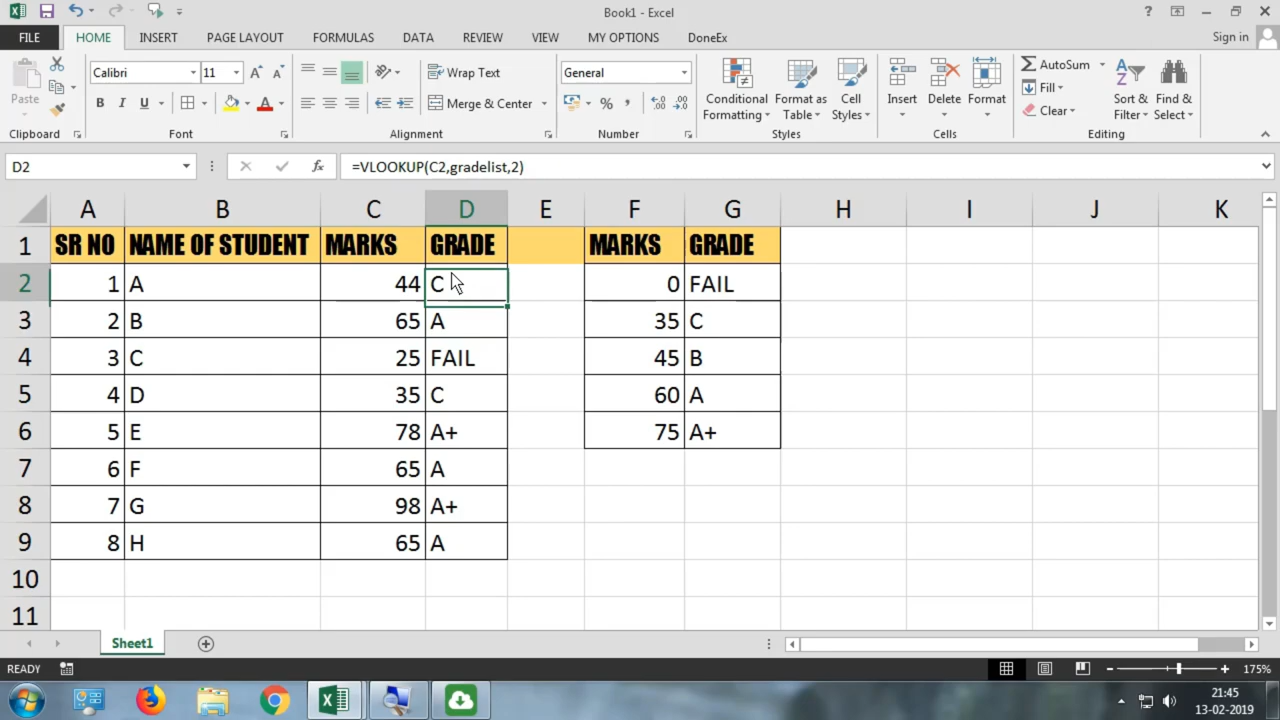 Book1 - Excel
?
FILE HOME INSERT PAGE LAYOUT FORMULAS DATA REVIEW VIEW MY OPTIONS DoneEx Sign in
Paste
Calibri 11
B I U A
Wrap Text
Merge & Center
General
% ,
Conditional Formatting
Format as Table
Cell Styles
Insert Delete Format
AutoSum
Fill
Clear
Sort & Filter
Find & Select
Clipboard Font Alignment Number Styles Cells Editing
D2 fx =VLOOKUP(C2,gradelist,2)
A B C D E F G H I J K
1 SR NO NAME OF STUDENT MARKS GRADE MARKS GRADE
2 1 A 44 C 0 FAIL
3 2 B 65 A 35 C
4 3 C 25 FAIL 45 B
5 4 D 35 C 60 A
6 5 E 78 A+ 75 A+
7 6 F 65 A
8 7 G 98 A+
9 8 H 65 A
10
11
Sheet1
READY 175%
21:45
13-02-2019